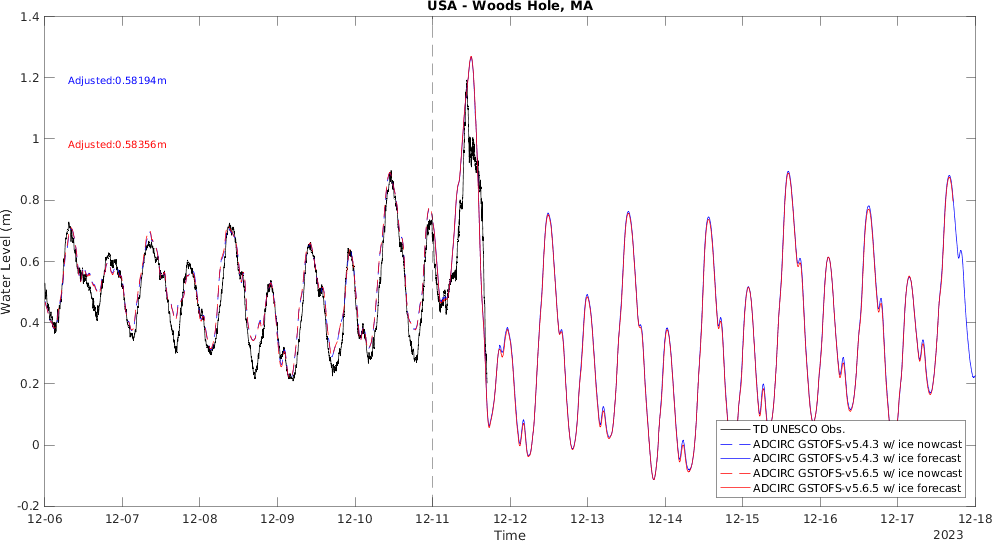 USA - Woods Hole, MA
1.4
1.2
1
0.8
0.6
0.4
0.2
0
-0.2
Water Level (m)
Adjusted:0.58194m
Adjusted:0.58356m
TD UNESCO Obs.
ADCIRC GSTOFS-v5.4.3 w/ ice nowcast
ADCIRC GSTOFS-v5.4.3 w/ ice forecast
ADCIRC GSTOFS-v5.6.5 w/ ice nowcast
ADCIRC GSTOFS-v5.6.5 w/ ice forecast
12-06 12-07 12-08 12-09 12-10 12-11 12-12 12-13 12-14 12-15 12-16 12-17 12-18
Time
2023